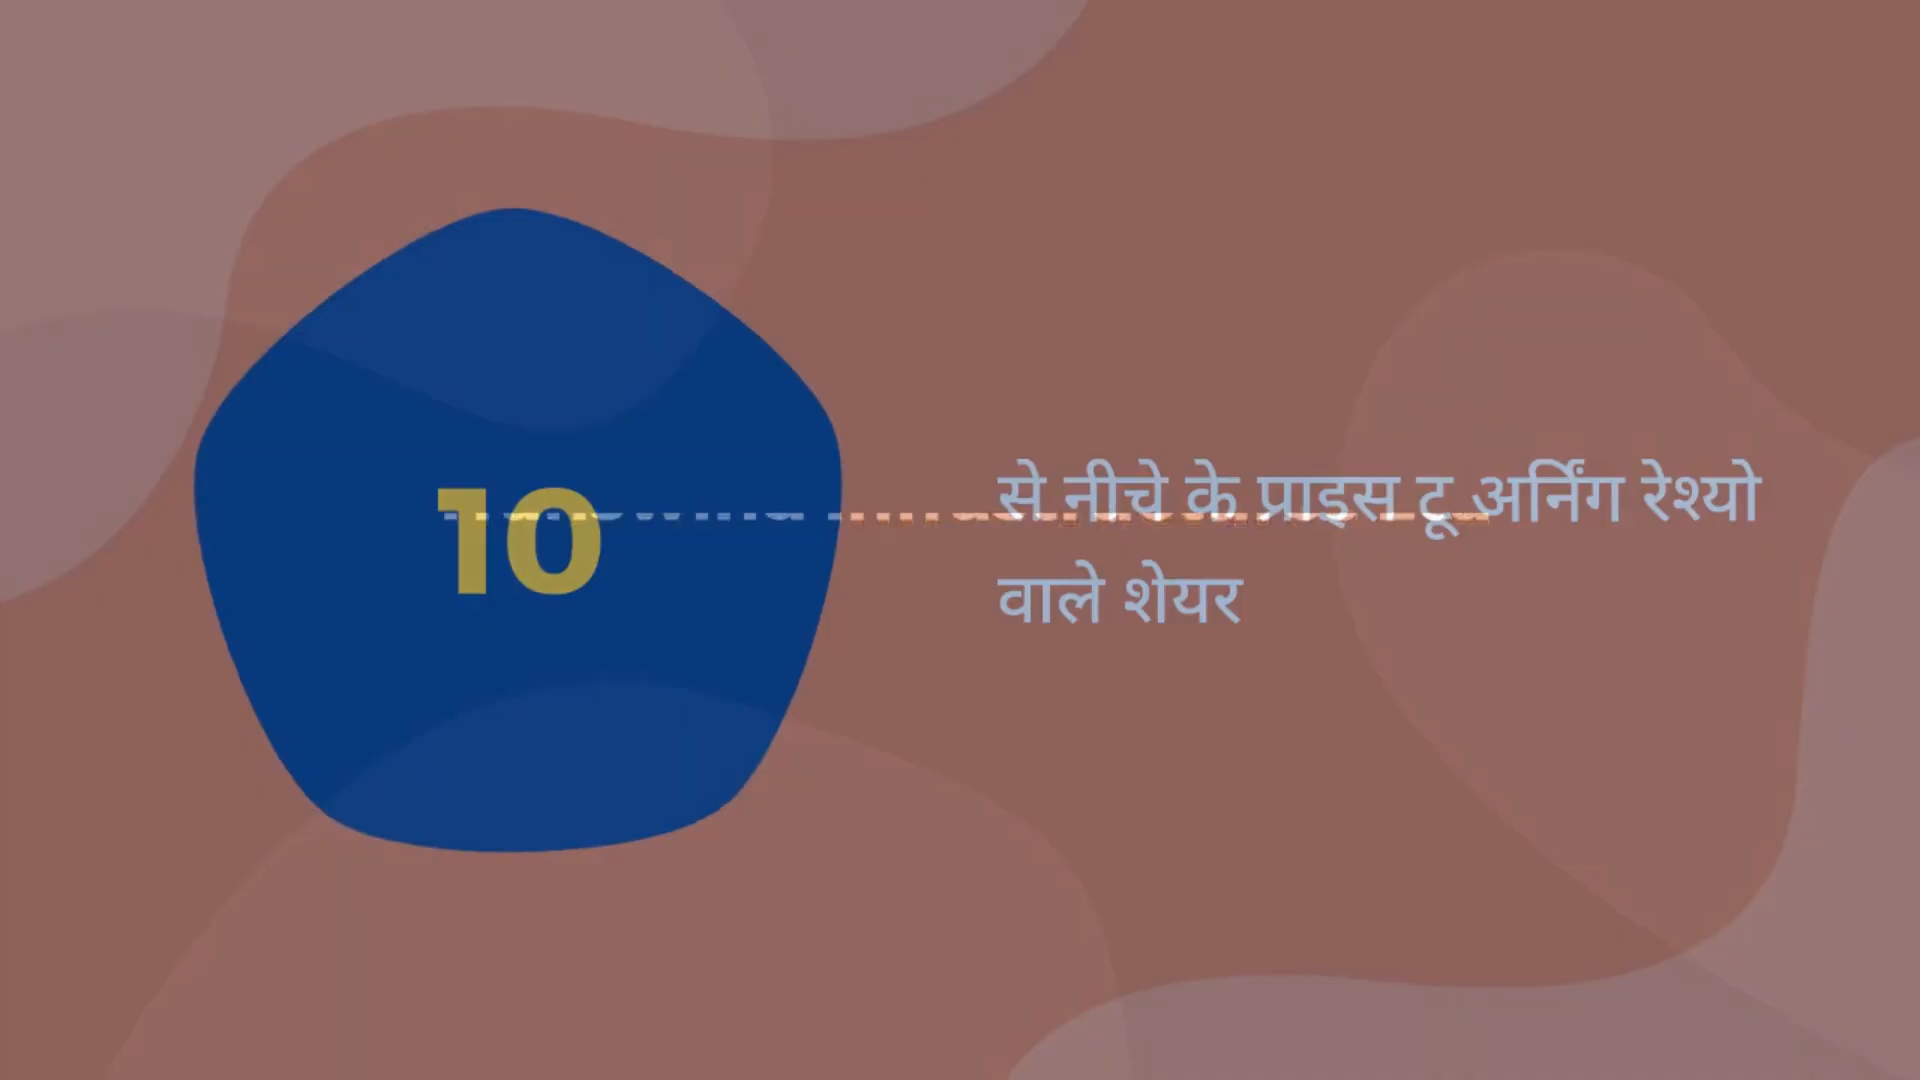 10
से नीचे के प्राइस टू अर्निंग रेश्यो
वाले शेयर